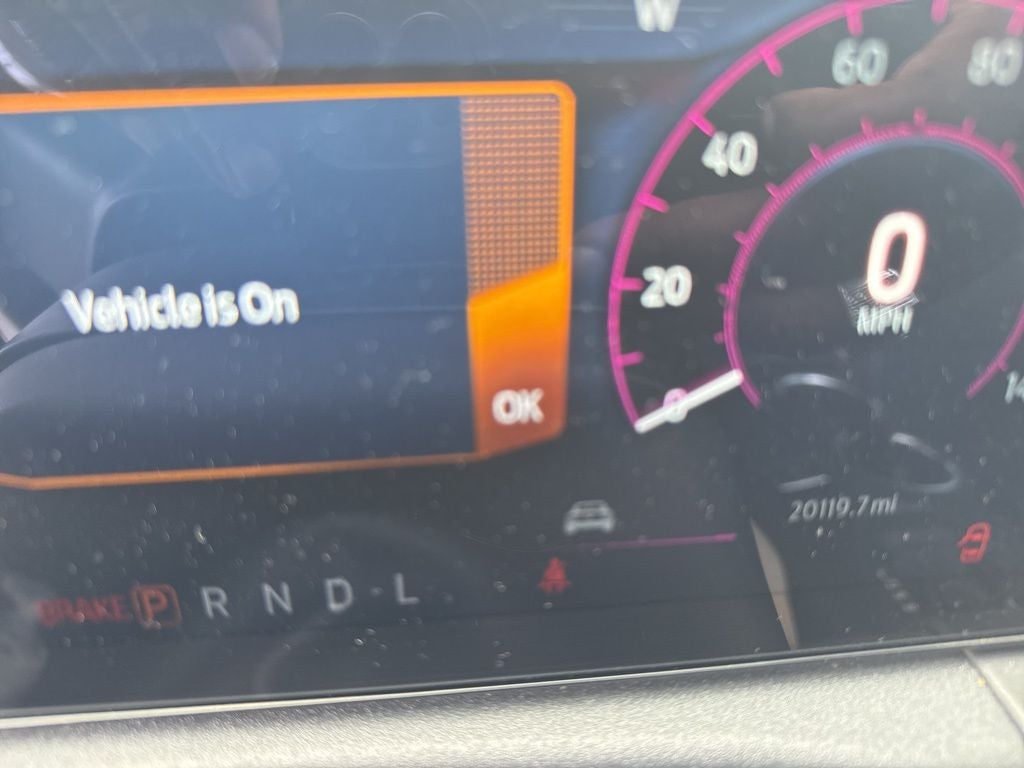 W
60
80
40
0
20
MPH
Vehicle is On
OK
0
20119.7 mi
BRAKE P R N D · L